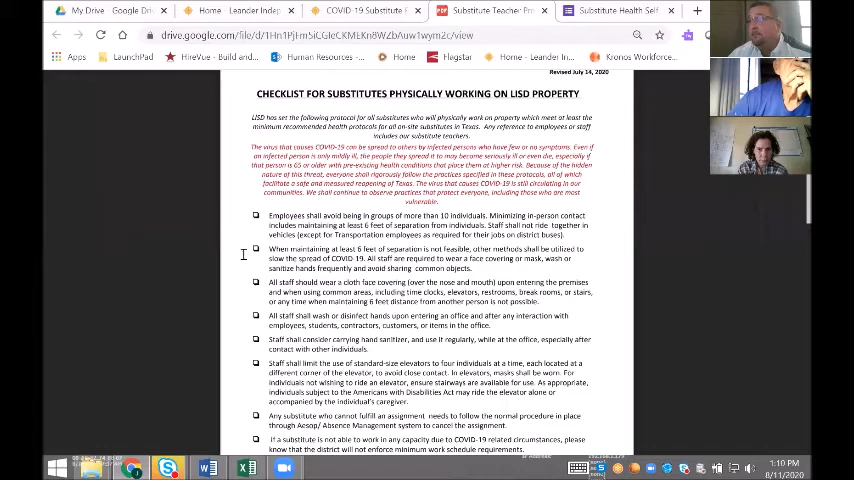 My Drive - Google Dri
Home - Leander Indep
COVID-19 Substitute F
Substitute Teacher Pro
Substitute Health Self
Apps
HireVue - Build and...
Human Resources -...
Home
Flagstar
Home - Leander In...
Kronos Workforce...
Revised July 14, 2020
CHECKLIST FOR SUBSTITUTES PHYSICALLY WORKING ON LISD PROPERTY
LISD has set the following protocol for all substitutes who will physically work on property which meet at least the
minimum recommended health protocols for all on-site substitutes in Texas. Any reference to employees or staff
includes our substitute teachers.
The virus that causes COVID-19 can be spread to others by infected persons who have few or no symptoms. Even if
an infected person is only mildly ill, the people they spread it to may become seriously ill or even die, especially if
that person is 65 or older with pre-existing health conditions that place them at higher risk. Because of the hidden
nature of this threat, everyone shall rigorously follow the practices specified in these protocols, all of which
facilitate a safe and measured reopening of Texas. The virus that causes COVID-19 is still circulating in our
communities. We shall continue to observe practices that protect everyone, including those who are most
vulnerable.
Employees shall avoid being in groups of more than 10 individuals. Minimizing in-person contact
includes maintaining at least 6 feet of separation from individuals. Staff shall not ride together in
vehicles (except for Transportation employees as required for their jobs on district buses).
When maintaining at least 6 feet of separation is not feasible, other methods shall be utilized to
slow the spread of COVID-19. All staff are required to wear a face covering or mask, wash or
sanitize hands frequently and avoid sharing common objects.
All staff should wear a cloth face covering (over the nose and mouth) upon entering the premises
and when using common areas, including time clocks, elevators, restrooms, break rooms, or stairs,
or any time when maintaining 6 feet distance from another person is not possible.
All staff shall wash or disinfect hands upon entering an office and after any interaction with
employees, students, contractors, customers, or items in the office.
Staff shall consider carrying hand sanitizer, and use it regularly, while at the office, especially after
contact with other individuals.
Staff shall limit the use of standard-size elevators to four individuals at a time, each located at a
different corner of the elevator, to avoid close contact. In elevators, masks shall be worn. For
individuals not wishing to ride an elevator, ensure stairways are available for use. As appropriate,
individuals subject to the Americans with Disabilities Act may ride the elevator alone or
accompanied by the individual's caregiver.
Any substitute who cannot fulfill an assignment needs to follow the normal procedure in place
through Aesop/ Absence Management system to cancel the assignment.
if a substitute is not able to work in any capacity due to COVID-19 related circumstances, please
know that the district will not enforce minimum work schedule requirements.
1:10 PM
8/11/2020